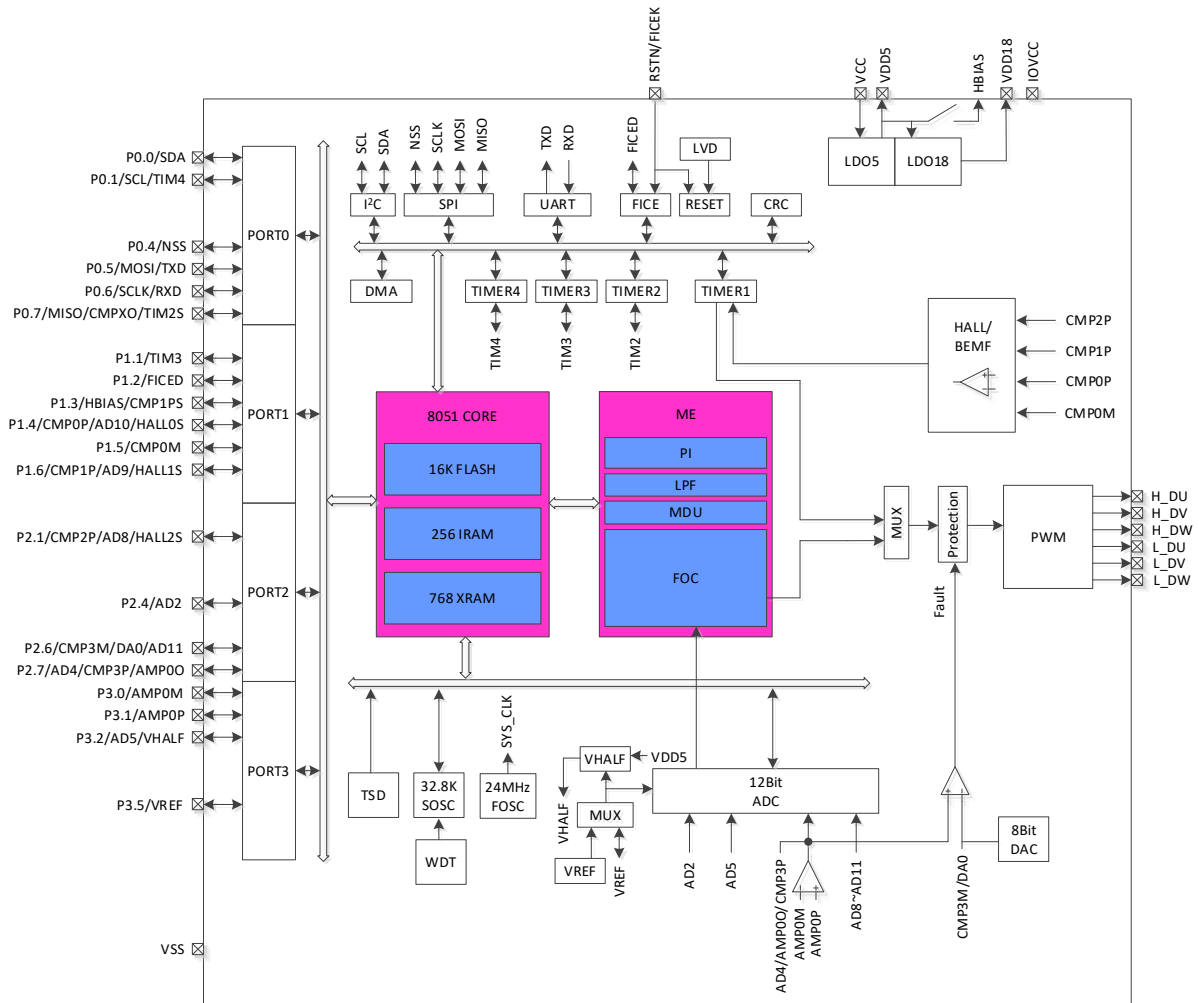 RSTN/FICEK
VCC
VDD5
HBIAS
VDD18
IOVCC
P0.0/SDA
P0.1/SCL/TIM4
P0.4/NSS
P0.5/MOSI/TXD
P0.6/SCLK/RXD
P0.7/MISO/CMPXO/TIM2S
P1.1/TIM3
P1.2/FICED
P1.3/HBIAS/CMP1PS
P1.4/CMP0P/AD10/HALL0S
P1.5/CMP0M
P1.6/CMP1P/AD9/HALL1S
P2.1/CMP2P/AD8/HALL2S
P2.4/AD2
P2.6/CMP3M/DA0/AD11
P2.7/AD4/CMP3P/AMP0O
P3.0/AMP0M
P3.1/AMP0P
P3.2/AD5/VHALF
P3.5/VREF
VSS
PORT0
PORT1
PORT2
PORT3
SCL
SDA
NSS
SCLK
MOSI
MISO
TXD
RXD
FICED
LVD
LDO5
LDO18
I²C
SPI
UART
FICE
RESET
CRC
DMA
TIMER4
TIMER3
TIMER2
TIMER1
TIM4
TIM3
TIM2
HALL/
BEMF
CMP2P
CMP1P
CMP0P
CMP0M
8051 CORE
16K FLASH
256 IRAM
768 XRAM
ME
PI
LPF
MDU
FOC
MUX
Protection
PWM
Fault
H_DU
H_DV
H_DW
L_DU
L_DV
L_DW
TSD
32.8K
SOSC
WDT
SYS_CLK
24MHz
FOSC
VHALF
VDD5
VHALF
MUX
VREF
VREF
12Bit
ADC
AD2
AD5
AD4/AMP0O/CMP3P
AMP0M
AMP0P
AD8~AD11
CMP3M/DA0
8Bit
DAC